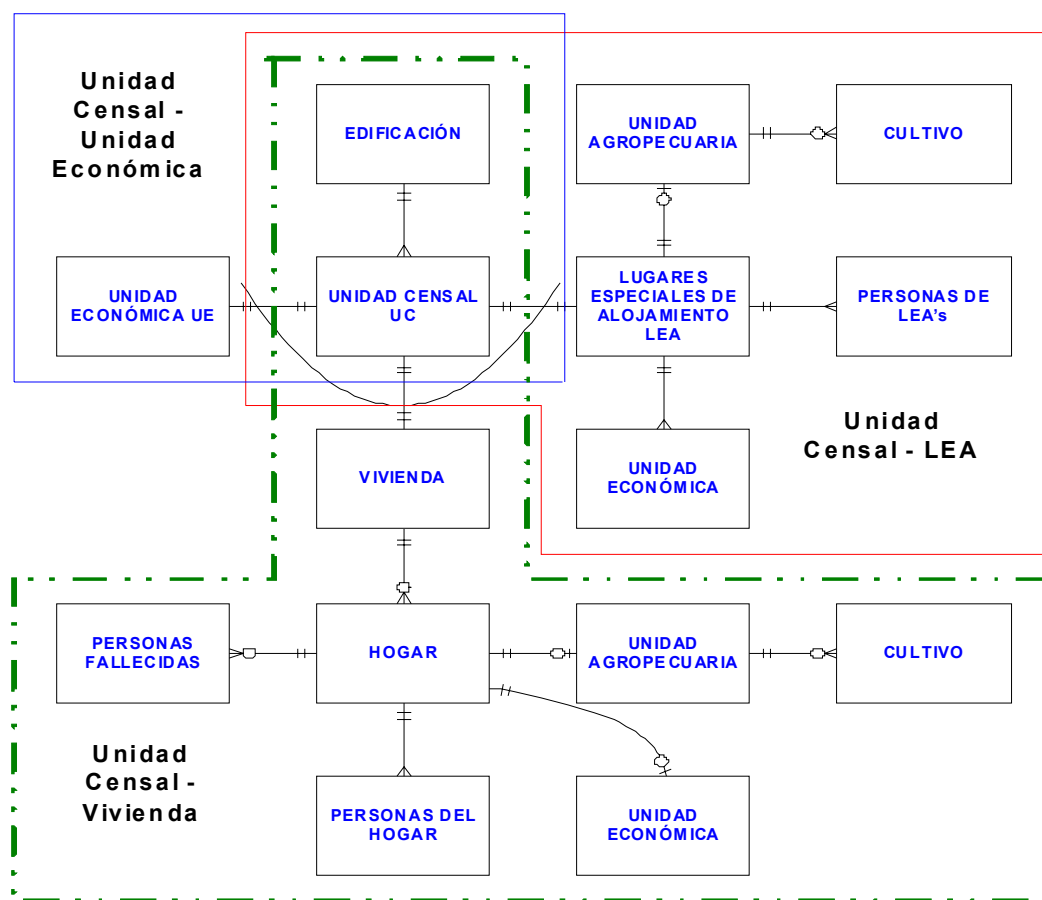 Unidad
Censal -
Unidad
Económica
EDIFICACIÓN
UNIDAD
AGROPECUARIA
CULTIVO
UNIDAD
ECONÓMICA UE
UNIDAD CENSAL
UC
LUGARES
ESPECIALES DE
ALOJAMIENTO
LEA
PERSONAS DE
LEA's
Unidad
Censal - LEA
VIVIENDA
UNIDAD
ECONÓMICA
PERSONAS
FALLECIDAS
HOGAR
UNIDAD
AGROPECUARIA
CULTIVO
Unidad
Censal -
Vivienda
PERSONAS DEL
HOGAR
UNIDAD
ECONÓMICA